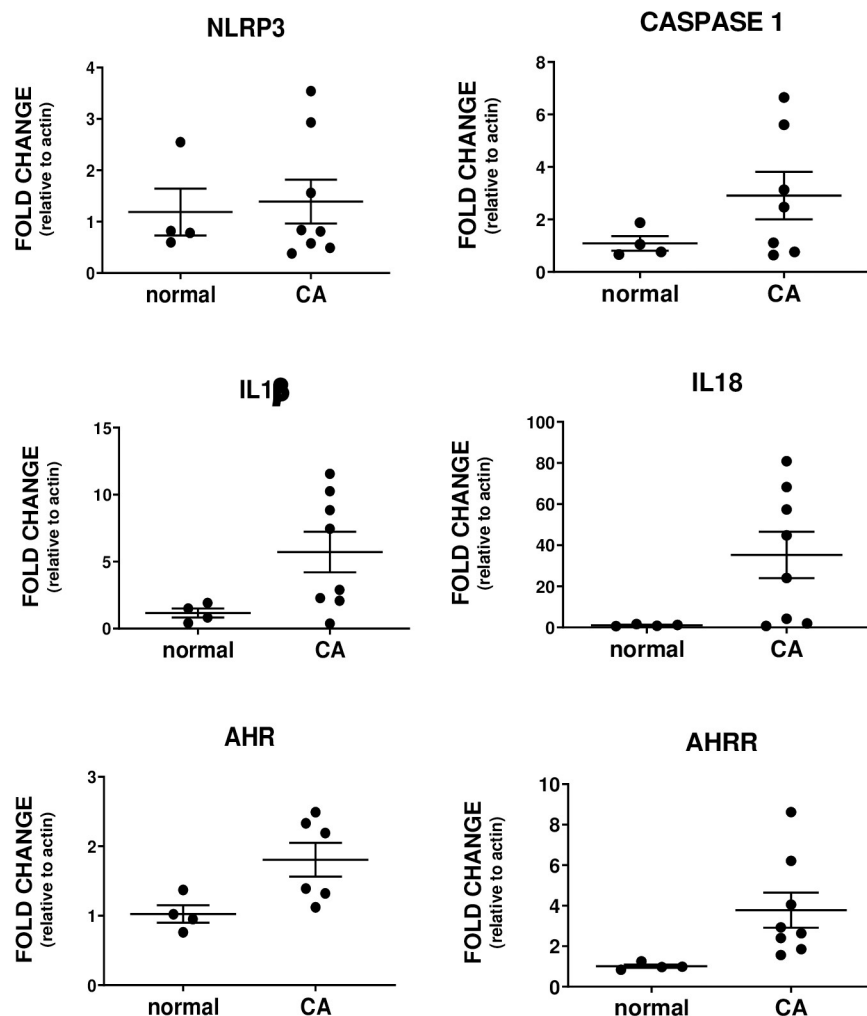 NLRP3
FOLD CHANGE
(relative to actin)
4
3
2
1
0
normal CA
CASPASE 1
FOLD CHANGE
(relative to actin)
8
6
4
2
0
normal CA
IL1β
FOLD CHANGE
(relative to actin)
15
10
5
0
normal CA
IL18
FOLD CHANGE
(relative to actin)
100
80
60
40
20
0
normal CA
AHR
FOLD CHANGE
(relative to actin)
3
2
1
0
normal CA
AHRR
FOLD CHANGE
(relative to actin)
10
8
6
4
2
0
normal CA